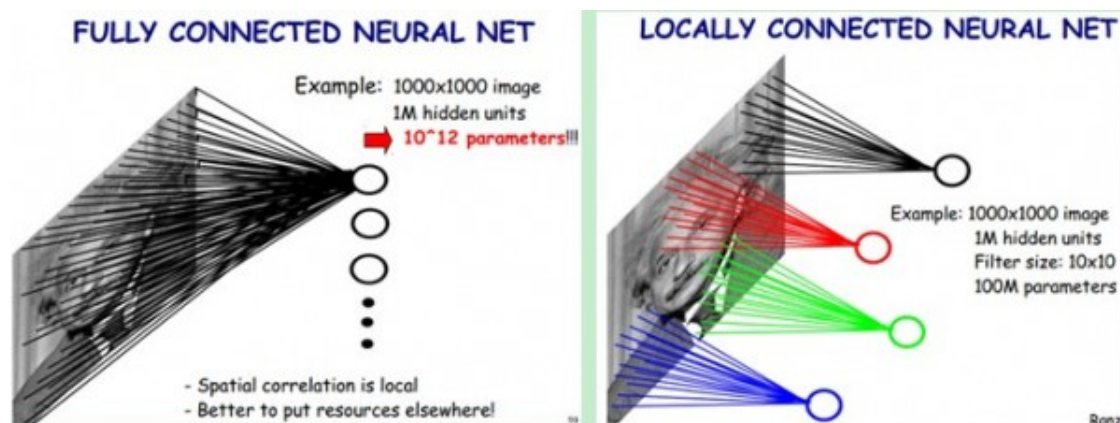 FULLY CONNECTED NEURAL NET
Example: 1000x1000 image
1M hidden units
10^12 parameters!!!
- Spatial correlation is local
- Better to put resources elsewhere!
LOCALLY CONNECTED NEURAL NET
Example: 1000x1000 image
1M hidden units
Filter size: 10x10
100M parameters